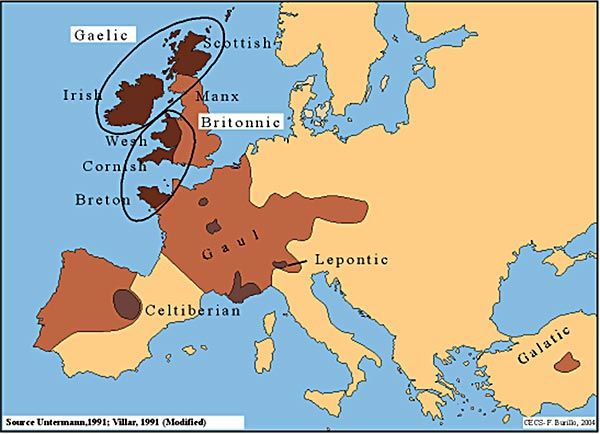 Gaelic
Scottish
Irish
Manx
Britonnic
Wesh
Cornish
Breton
Gaul
Lepontic
Celtiberian
Galatic
Source Untermann,1991; Villar, 1991 (Modified)
CECS- F. Burillo, 2004